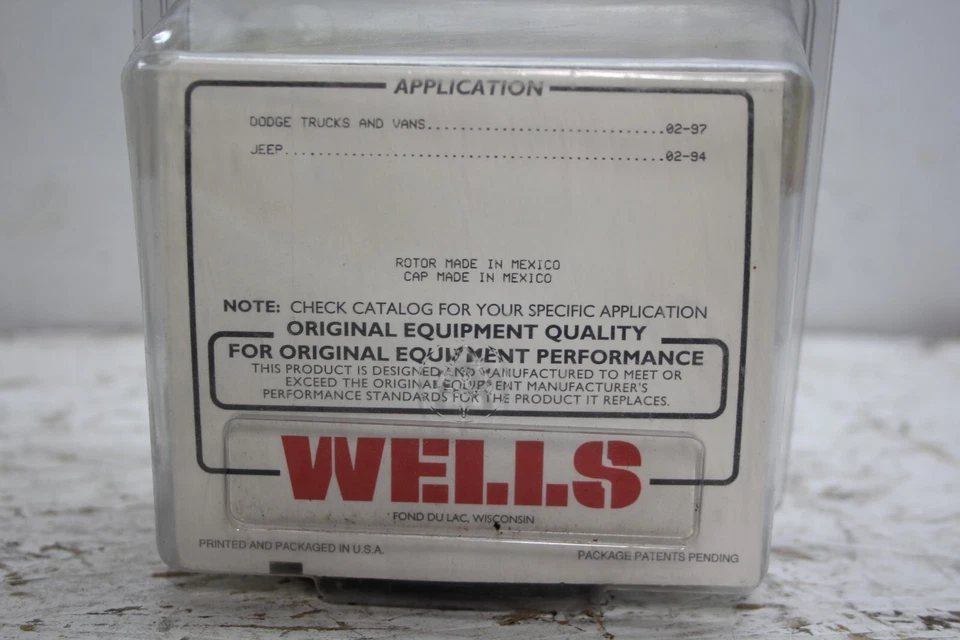 APPLICATION
DODGE TRUCKS AND VANS..............................02-97
JEEP...............................................02-94
ROTOR MADE IN MEXICO
CAP MADE IN MEXICO
NOTE: CHECK CATALOG FOR YOUR SPECIFIC APPLICATION
ORIGINAL EQUIPMENT QUALITY
FOR ORIGINAL EQUIPMENT PERFORMANCE
THIS PRODUCT IS DESIGNED AND MANUFACTURED TO MEET OR
EXCEED THE ORIGINAL EQUIPMENT MANUFACTURER'S
PERFORMANCE STANDARDS FOR THE PRODUCT IT REPLACES.
WELLS
FOND DU LAC, WISCONSIN
PRINTED AND PACKAGED IN U.S.A.
PACKAGE PATENTS PENDING